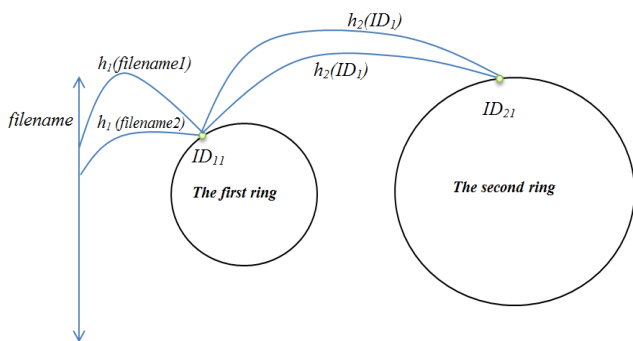 h₂(ID₁)
h₁(filename1)
h₂(ID₁)
filename
h₁ (filename2)
ID₂₁
ID₁₁
The first ring
The second ring